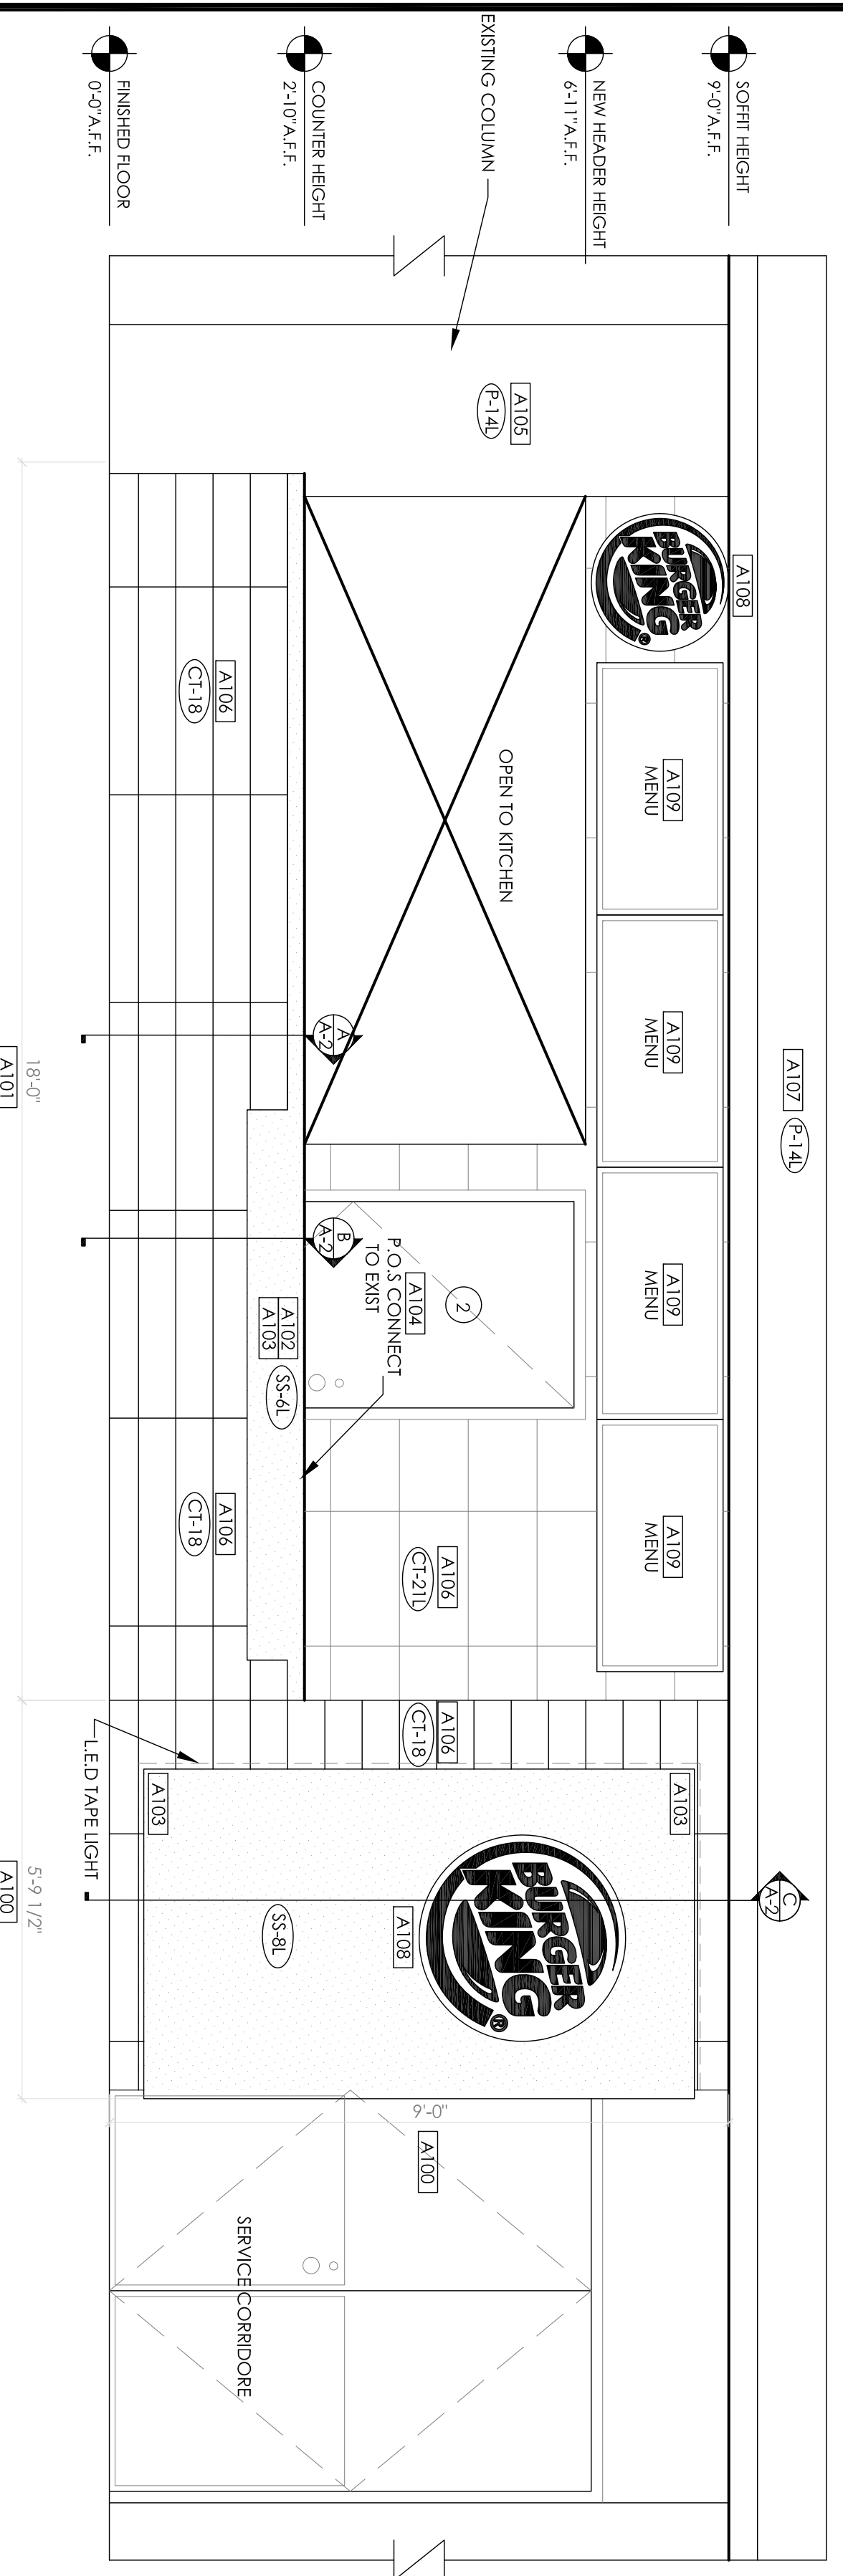 SOFFIT HEIGHT
9'-0"A.F.F.
NEW HEADER HEIGHT
6'-11"A.F.F.
EXISTING COLUMN
COUNTER HEIGHT
2'-10"A.F.F.
FINISHED FLOOR
0'-0"A.F.F.
A107 P-14L
A108
BURGER
KING
®
A109
MENU
A109
MENU
A109
MENU
A109
MENU
A105
P-14L
OPEN TO KITCHEN
A
A-2
B
A-2
2
A104
P.O.S CONNECT
TO EXIST
A102
A103
SS-6L
A106
CT-21L
A106
CT-18
A106
CT-18
A106
CT-18
C
A-2
A103
BURGER
KING
®
A108
SS-8L
A103
L.E.D TAPE LIGHT
9'-0"
A100
SERVICE CORRIDORE
18'-0"
A101
5'-9 1/2"
A100